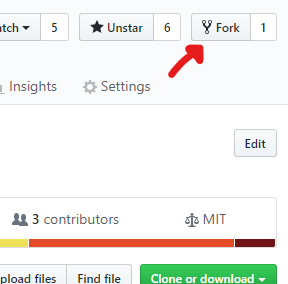 atch 5 Unstar 6 Fork 1
Insights Settings
Edit
3 contributors MIT
pload files Find file Clone or download